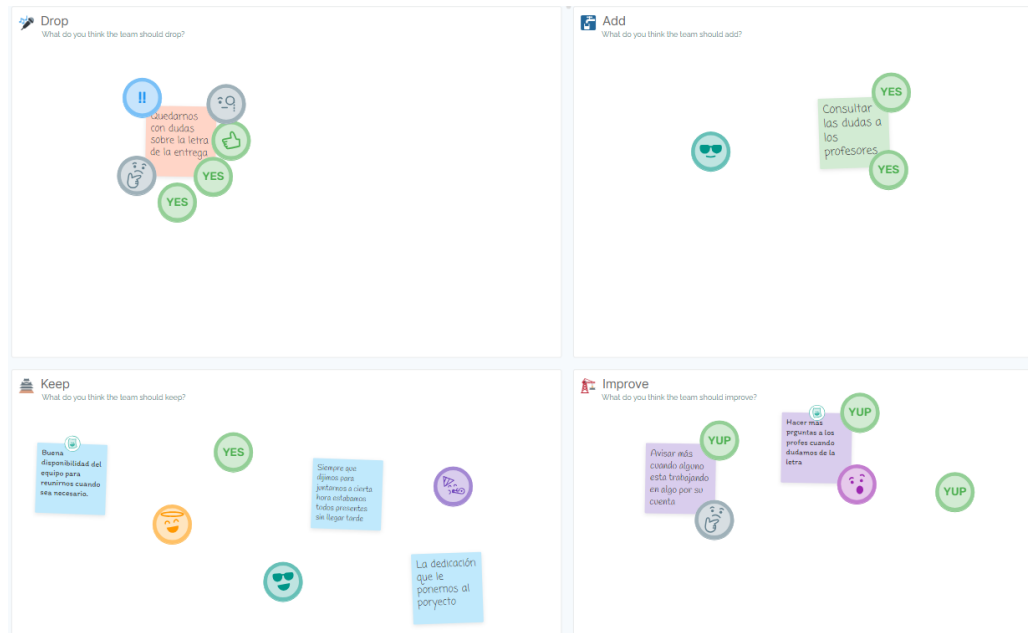 Drop
What do you think the team should drop?
!!
Quedarnos
con dudas
sobre la letra
de la entrega
YES
YES
Add
What do you think the team should add?
YES
Consultar
las dudas a
los
profesores
YES
Keep
What do you think the team should keep?
Buena
disponibilidad del
equipo para
reunirnos cuando
sea necesario.
YES
Siempre que
dijimos para
juntarnos a cierta
hora estabamos
todos presentes
sin llegar tarde
La dedicación
que le
ponemos al
poryecto
Improve
What do you think the team should improve?
YUP
Avisar más
cuando alguno
esta trabajando
en algo por su
cuenta
YUP
Hacer mas
prguntas a los
profes cuando
dudamos de la
letra
YUP